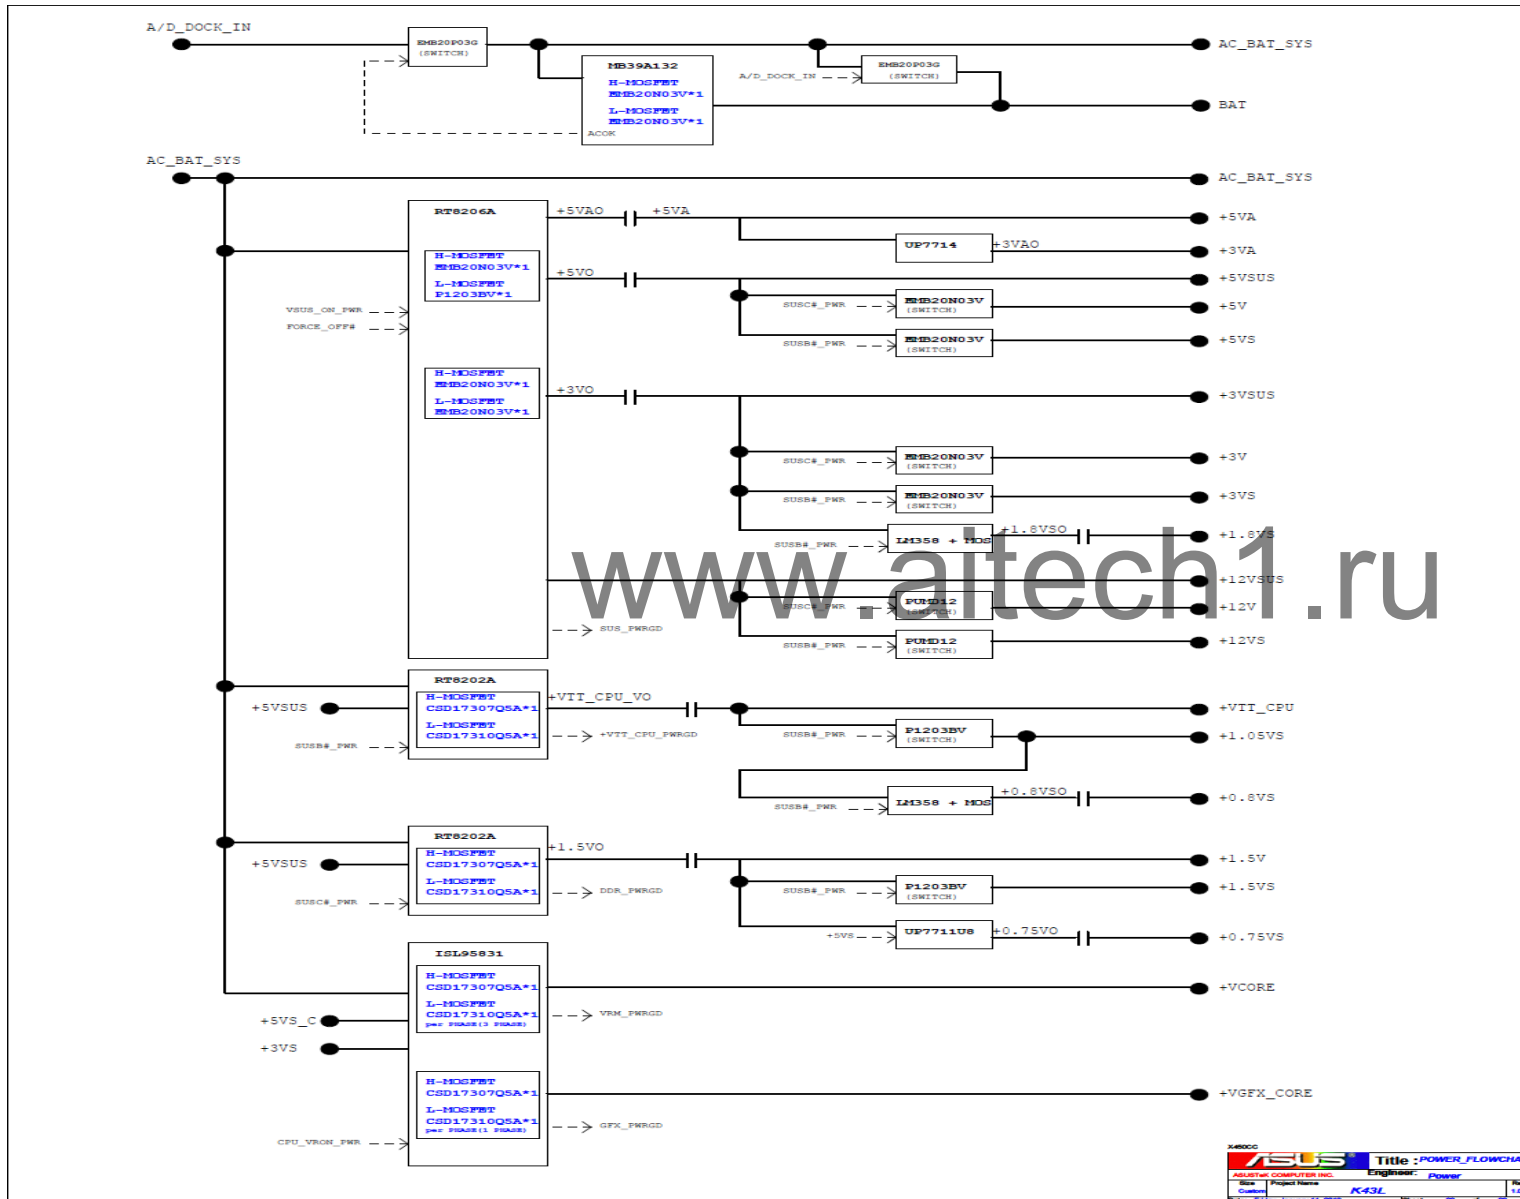 A/D_DOCK_IN
EMB20P03G
(SWITCH)
AC_BAT_SYS
MB39A132
H-MOSFET
EMB20N03V*1
L-MOSFET
EMB20N03V*1
ACOK
A/D_DOCK_IN
EMB20P03G
(SWITCH)
BAT
AC_BAT_SYS
AC_BAT_SYS
RT8206A
+5VAO
+5VA
+5VA
UP7714
+3VAO
+3VA
H-MOSFET
EMB20N03V*1
L-MOSFET
P1203BV*1
+5VO
+5VSUS
VSUS_ON_PWR
FORCE_OFF#
SUSC#_PWR
EMB20N03V
(SWITCH)
+5V
SUSB#_PWR
EMB20N03V
(SWITCH)
+5VS
H-MOSFET
EMB20N03V*1
L-MOSFET
EMB20N03V*1
+3VO
+3VSUS
SUSC#_PWR
EMB20N03V
(SWITCH)
+3V
SUSB#_PWR
EMB20N03V
(SWITCH)
+3VS
SUSB#_PWR
LM358 + MOS
+1.8VSO
+1.8VS
www.aitech1.ru
+12VSUS
SUSC#_PWR
PUMD12
(SWITCH)
+12V
SUS_PWRGD
SUSB#_PWR
PUMD12
(SWITCH)
+12VS
RT8202A
+5VSUS
SUSB#_PWR
H-MOSFET
CSD17307Q5A*1
L-MOSFET
CSD17310Q5A*1
+VTT_CPU_VO
+VTT_CPU
+VTT_CPU_PWRGD
SUSB#_PWR
P1203BV
(SWITCH)
+1.05VS
SUSB#_PWR
LM358 + MOS
+0.8VSO
+0.8VS
RT8202A
+5VSUS
SUSC#_PWR
H-MOSFET
CSD17307Q5A*1
L-MOSFET
CSD17310Q5A*1
+1.5VO
+1.5V
DDR_PWRGD
SUSB#_PWR
P1203BV
(SWITCH)
+1.5VS
+5VS
UP7711U8
+0.75VO
+0.75VS
ISL95831
H-MOSFET
CSD17307Q5A*1
L-MOSFET
CSD17310Q5A*1
per PHASE(3 PHASE)
+VCORE
VRM_PWRGD
+5VS_C
+3VS
H-MOSFET
CSD17307Q5A*1
L-MOSFET
CSD17310Q5A*1
per PHASE(1 PHASE)
+VGFX_CORE
GFX_PWRGD
CPU_VRON_PWR
X450CC
ASUS
Title : POWER_FLOWCHA
ASUSTeK COMPUTER INC.
Engineer: Power
Size
Project Name
Custom
K43L